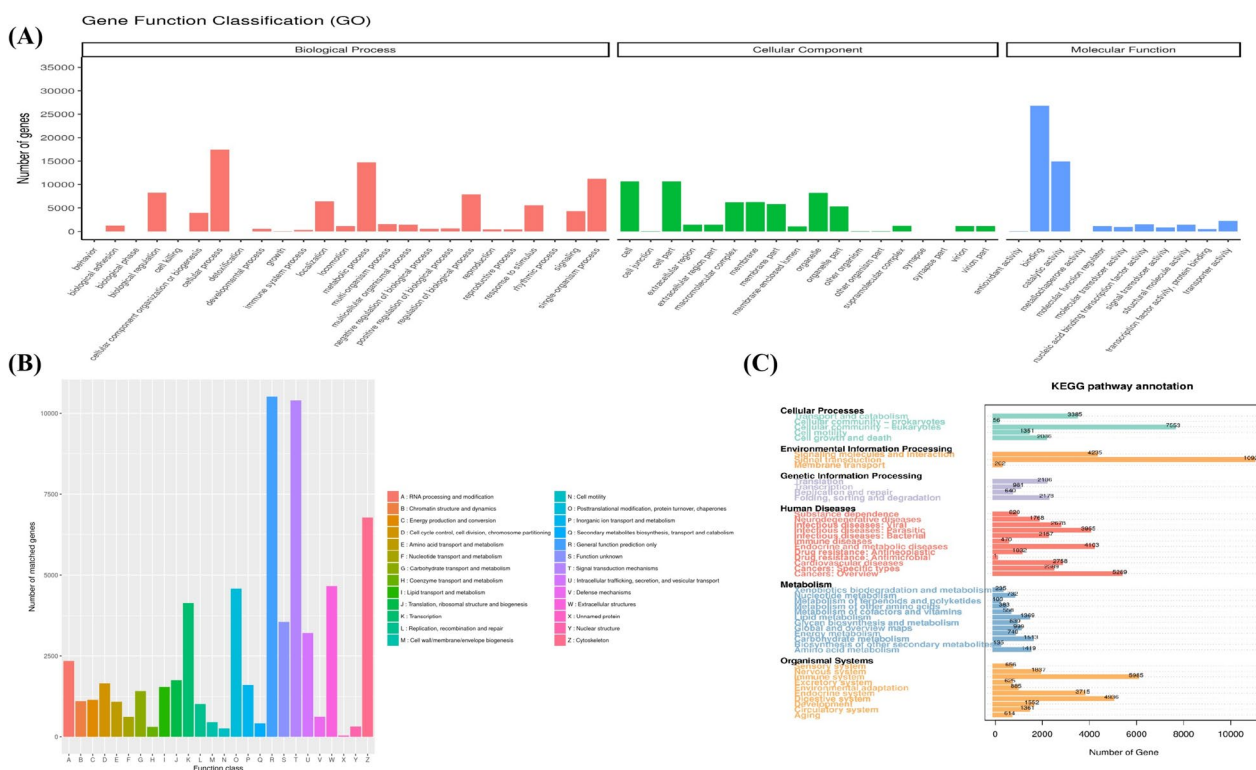 (A)
Gene Function Classification (GO)
Biological Process
Cellular Component
Molecular Function
Number of genes
35000
30000
25000
20000
15000
10000
5000
0
behavior
biological adhesion
biological phase
biological regulation
cell killing
cellular component organization or biogenesis
cellular process
detoxification
developmental process
growth
immune system process
localization
locomotion
metabolic process
multi-organism process
multicellular organismal process
negative regulation of biological process
positive regulation of biological process
regulation of biological process
reproduction
reproductive process
response to stimulus
rhythmic process
signaling
single-organism process
cell
cell junction
cell part
extracellular region
extracellular region part
macromolecular complex
membrane
membrane part
membrane-enclosed lumen
organelle
organelle part
other organism
other organism part
supramolecular complex
synapse
synapse part
virion
virion part
antioxidant activity
binding
catalytic activity
metallochaperone activity
molecular function regulator
molecular transducer activity
nucleic acid binding transcription factor activity
signal transducer activity
structural molecule activity
transcription factor activity, protein binding
transporter activity
(B)
Number of matched genes
10000
7500
5000
2500
0
A B C D E F G H I J K L M N O P Q R S T U V W X Y Z
Function class
A : RNA processing and modification
B : Chromatin structure and dynamics
C : Energy production and conversion
D : Cell cycle control, cell division, chromosome partitioning
E : Amino acid transport and metabolism
F : Nucleotide transport and metabolism
G : Carbohydrate transport and metabolism
H : Coenzyme transport and metabolism
I : Lipid transport and metabolism
J : Translation, ribosomal structure and biogenesis
K : Transcription
L : Replication, recombination and repair
M : Cell wall/membrane/envelope biogenesis
N : Cell motility
O : Posttranslational modification, protein turnover, chaperones
P : Inorganic ion transport and metabolism
Q : Secondary metabolites biosynthesis, transport and catabolism
R : General function prediction only
S : Function unknown
T : Signal transduction mechanisms
U : Intracellular trafficking, secretion, and vesicular transport
V : Defense mechanisms
W : Extracellular structures
X : Unnamed protein
Y : Nuclear structure
Z : Cytoskeleton
(C)
KEGG pathway annotation
Cellular Processes
Transport and catabolism 3385
Cellular community – prokaryotes 56
Cellular community – eukaryotes 7553
Cell motility 1351
Cell growth and death
Environmental Information Processing
Signaling molecules and interaction
Signal transduction
Membrane transport
Genetic Information Processing
Translation
Transcription
Replication and repair
Folding, sorting and degradation
Human Diseases
Substance dependence
Neurodegenerative diseases
Infectious diseases: Viral
Infectious diseases: Parasitic
Infectious diseases: Bacterial
Immune diseases
Endocrine and metabolic diseases
Drug resistance: Antineoplastic
Drug resistance: Antimicrobial
Cardiovascular diseases
Cancers: Specific types
Cancers: Overview
Metabolism
Xenobiotics biodegradation and metabolism
Nucleotide metabolism
Metabolism of terpenoids and polyketides
Metabolism of other amino acids
Metabolism of cofactors and vitamins
Lipid metabolism
Glycan biosynthesis and metabolism
Global and overview maps
Energy metabolism
Carbohydrate metabolism 1513
Biosynthesis of other secondary metabolites
Amino acid metabolism 1419
Organismal Systems
Sensory system
Nervous system
Immune system
Excretory system
Environmental adaptation
Endocrine system 2715
Digestive system
Development
Circulatory system
Aging 614
0 2000 4000 6000 8000 10000
Number of Gene